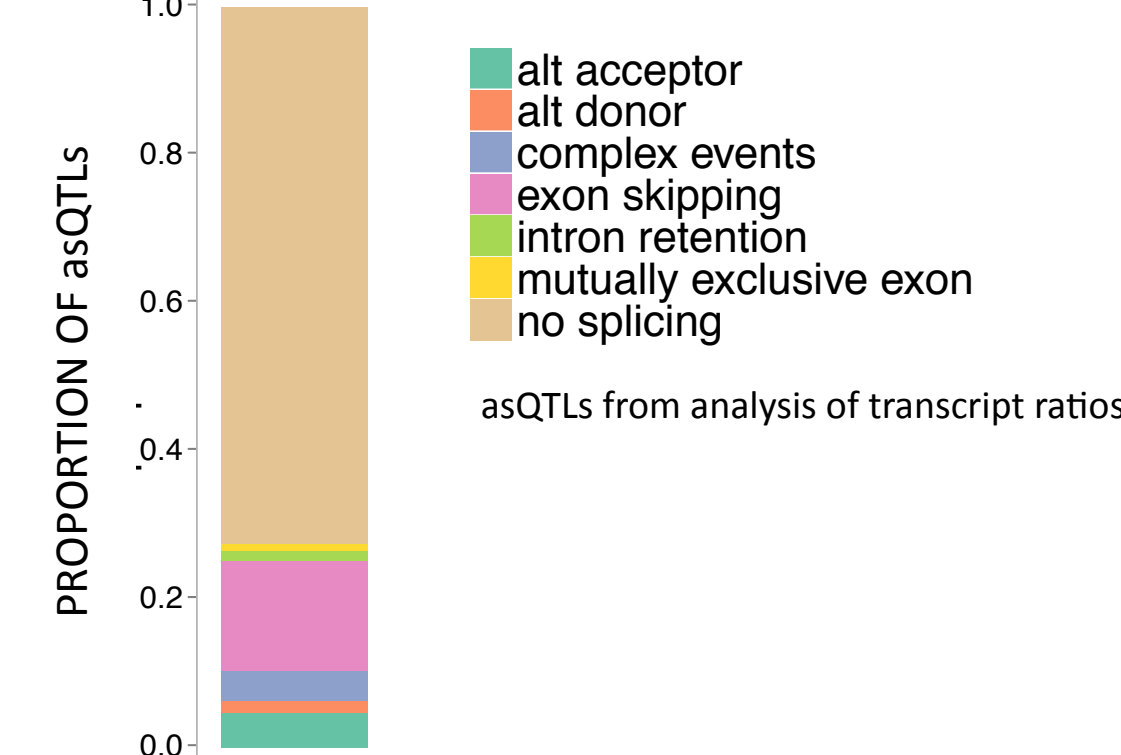 PROPORTION OF asQTLs
1.0
0.8
0.6
0.4
0.2
0.0
alt acceptor
alt donor
complex events
exon skipping
intron retention
mutually exclusive exon
no splicing
asQTLs from analysis of transcript ratios